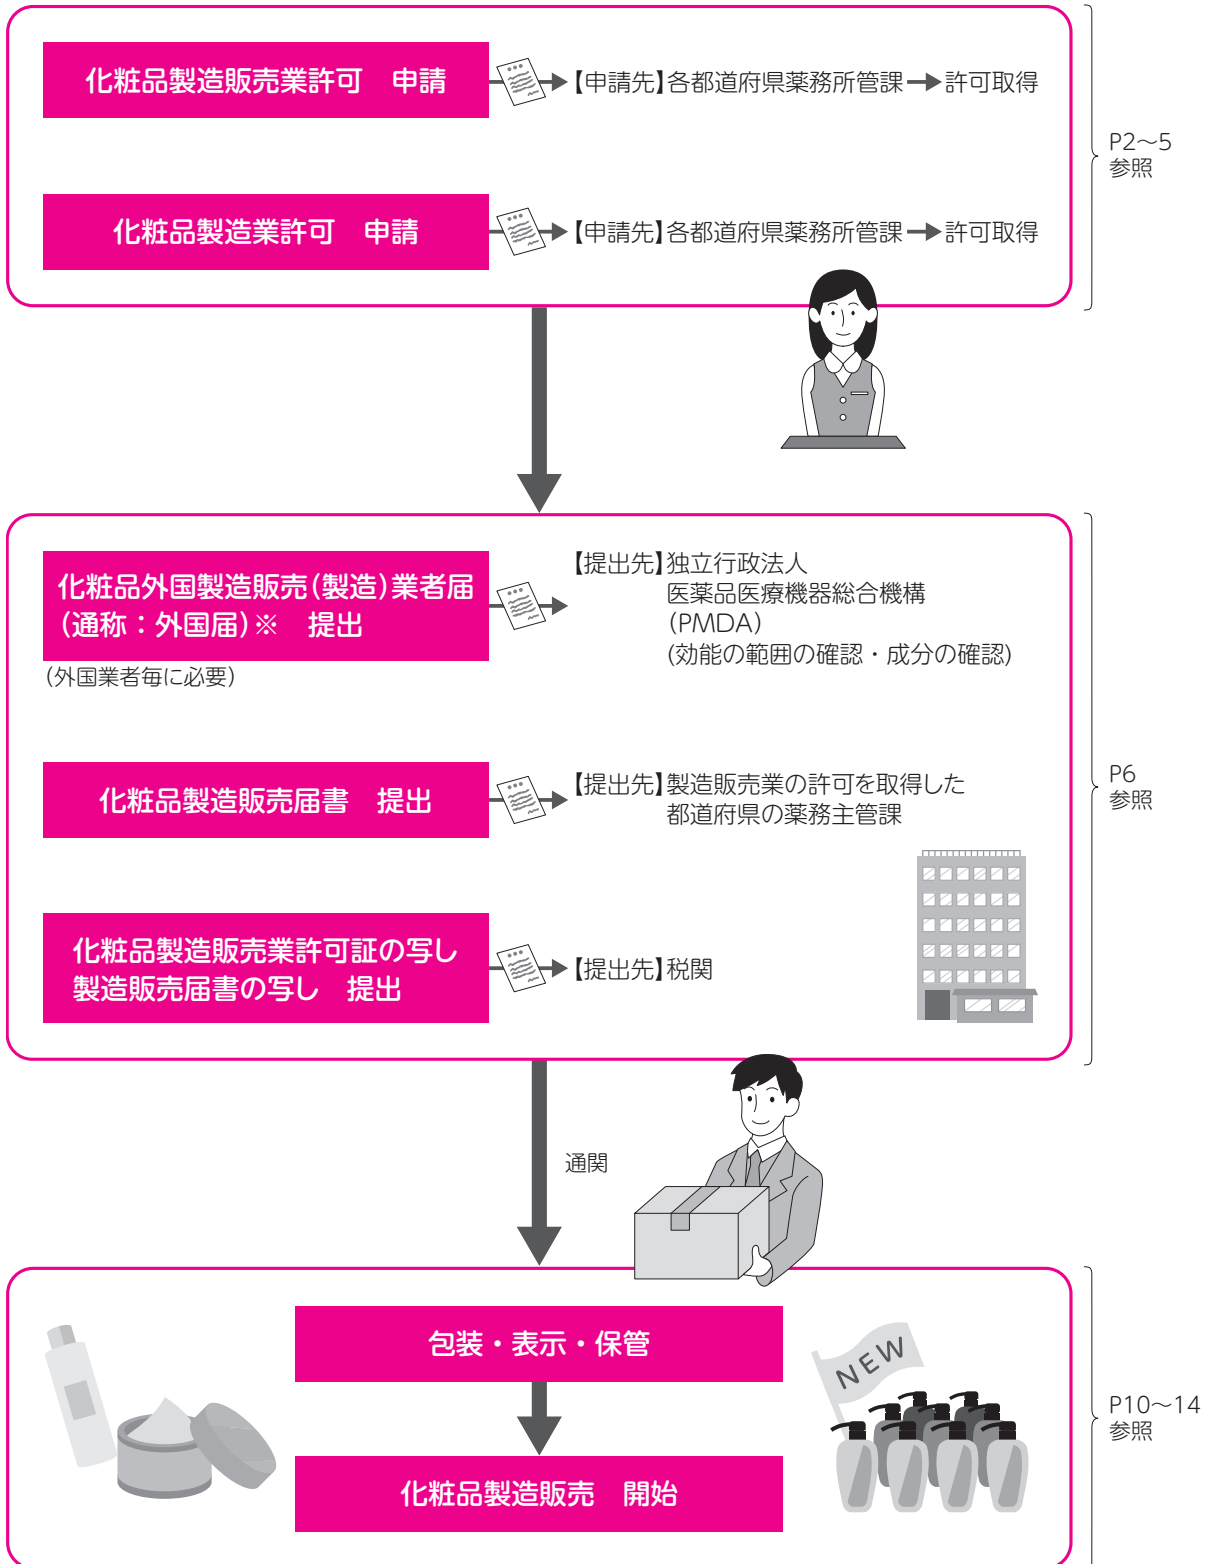 化粧品製造販売業許可　申請
【申請先】各都道府県薬務所管課
許可取得
化粧品製造業許可　申請
【申請先】各都道府県薬務所管課
許可取得
P2～5
参照
化粧品外国製造販売（製造）業者届
（通称：外国届）※　提出
（外国業者毎に必要）
【提出先】独立行政法人
医薬品医療機器総合機構
（PMDA）
(効能の範囲の確認・成分の確認)
化粧品製造販売届書　提出
【提出先】製造販売業の許可を取得した
都道府県の薬務主管課
化粧品製造販売業許可証の写し
製造販売届書の写し　提出
【提出先】税関
P6
参照
通関
包装・表示・保管
NEW
化粧品製造販売　開始
P10～14
参照